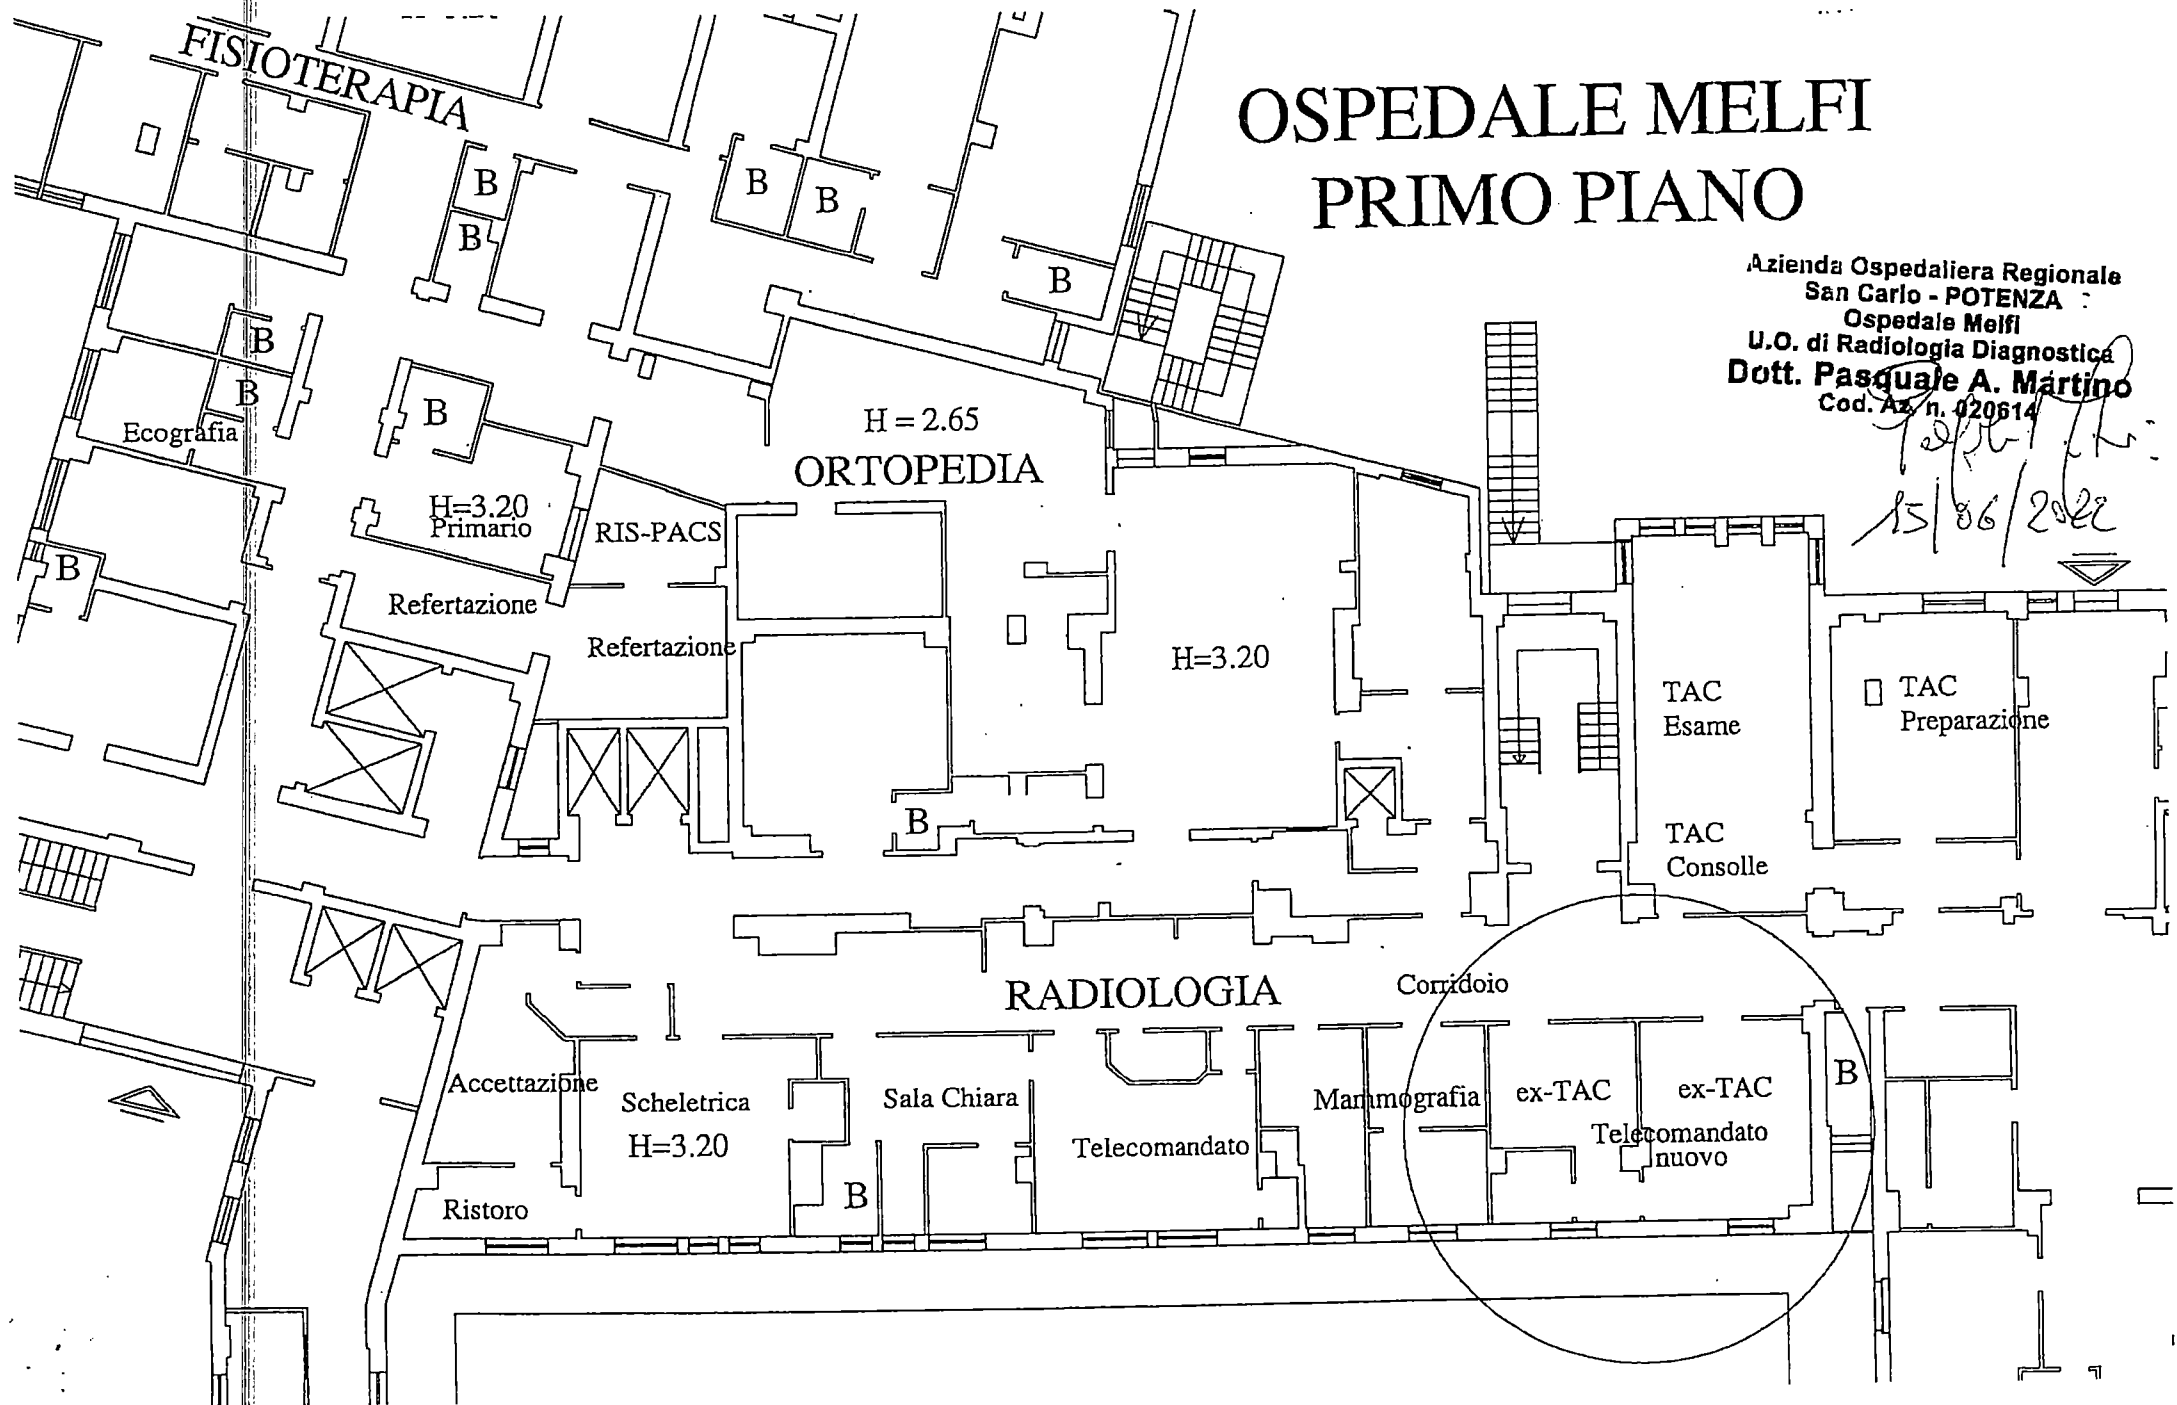 FISIOTERAPIA
OSPEDALE MELFI
PRIMO PIANO
Azienda Ospedaliera Regionale
San Carlo - POTENZA
Ospedale Melfi
U.O. di Radiologia Diagnostica
Dott. Pasquale A. Martino
Cod. Az. n. 020614
15/06/2022
B
B
B
B
B
B
B
B
Ecografia
H=3.20
Primario
H = 2.65
ORTOPEDIA
RIS-PACS
B
Refertazione
Refertazione
H=3.20
TAC
Esame
TAC
Preparazione
B
TAC
Consolle
RADIOLOGIA
Corridoio
Accettazione
Scheletrica
H=3.20
Sala Chiara
Telecomandato
Mammografia
ex-TAC
ex-TAC
Telecomandato
nuovo
B
B
Ristoro